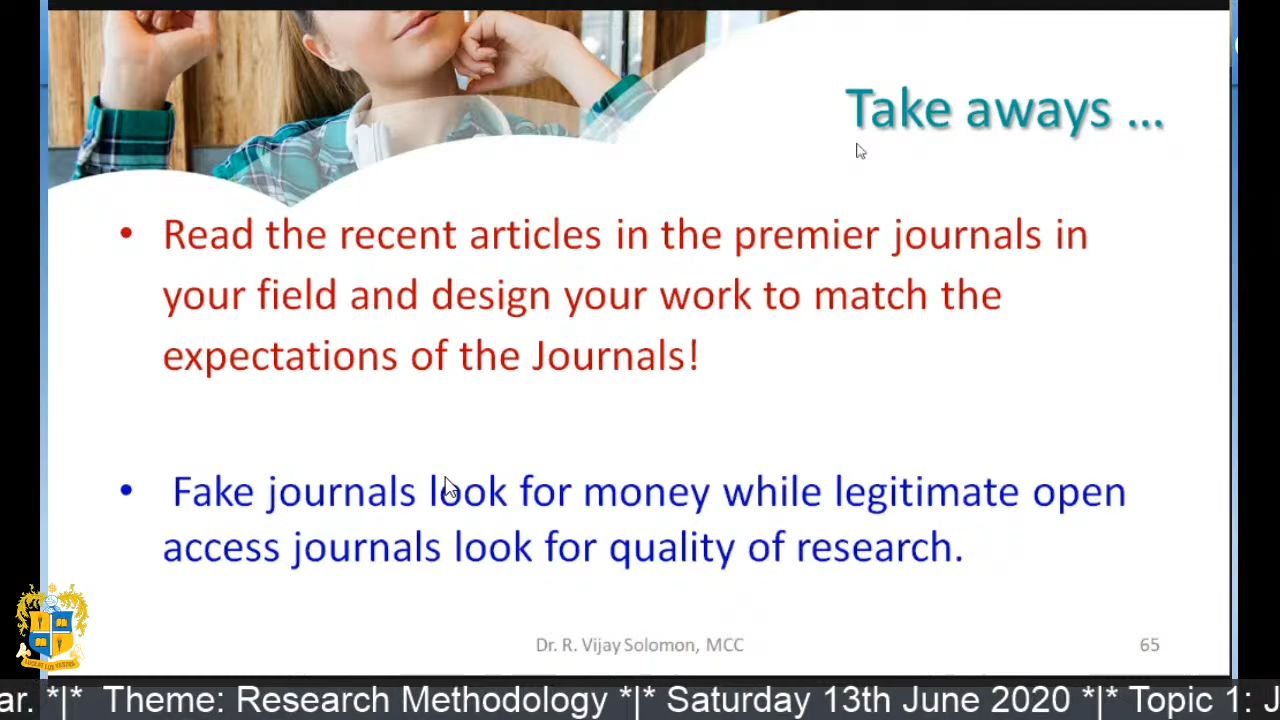 Take aways ...
• Read the recent articles in the premier journals in
your field and design your work to match the
expectations of the Journals!
• Fake journals look for money while legitimate open
access journals look for quality of research.
Dr. R. Vijay Solomon, MCC
65
ar. *|* Theme: Research Methodology *|* Saturday 13th June 2020 *|* Topic 1: J